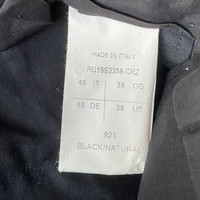 MADE IN ITALY
RU19S2358-CRZ
48 IT 38 GB
48 DE 38 US
921
BLACK/NATURAL